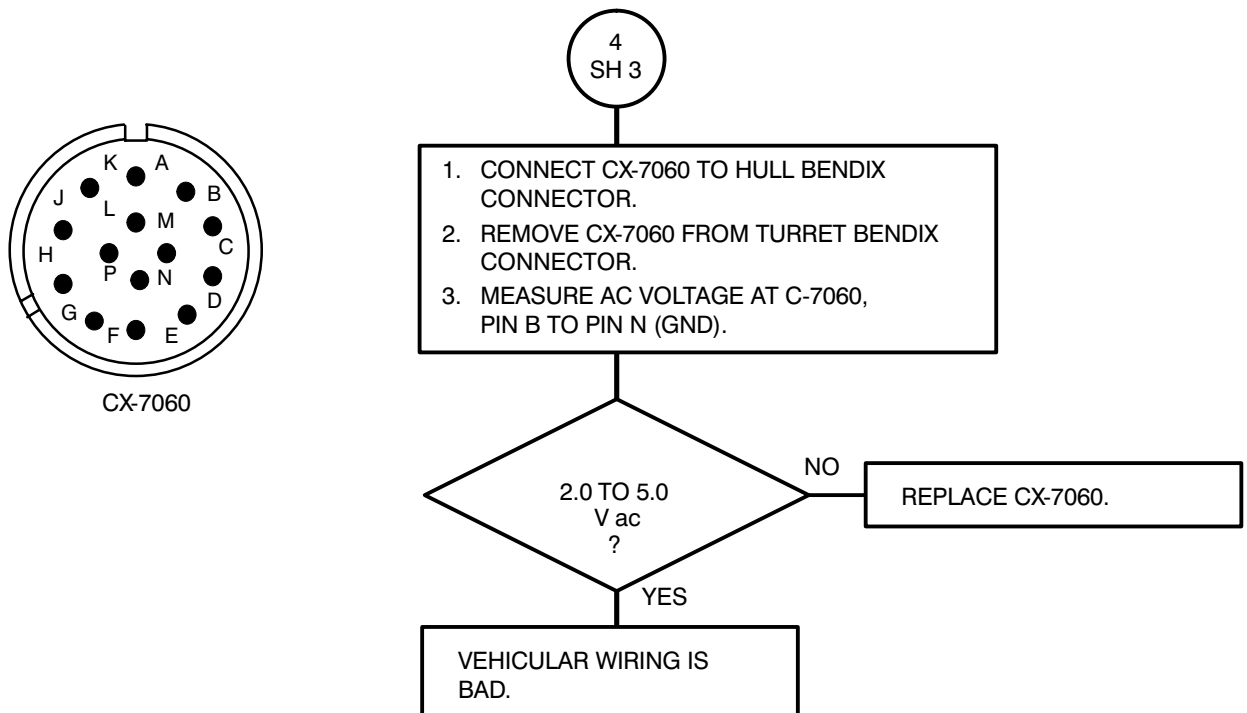 4
SH 3
K A
J B
L M
H C
P N
G D
F E
CX-7060
1. CONNECT CX-7060 TO HULL BENDIX
CONNECTOR.
2. REMOVE CX-7060 FROM TURRET BENDIX
CONNECTOR.
3. MEASURE AC VOLTAGE AT C-7060,
PIN B TO PIN N (GND).
2.0 TO 5.0
V ac
?
NO
REPLACE CX-7060.
YES
VEHICULAR WIRING IS
BAD.